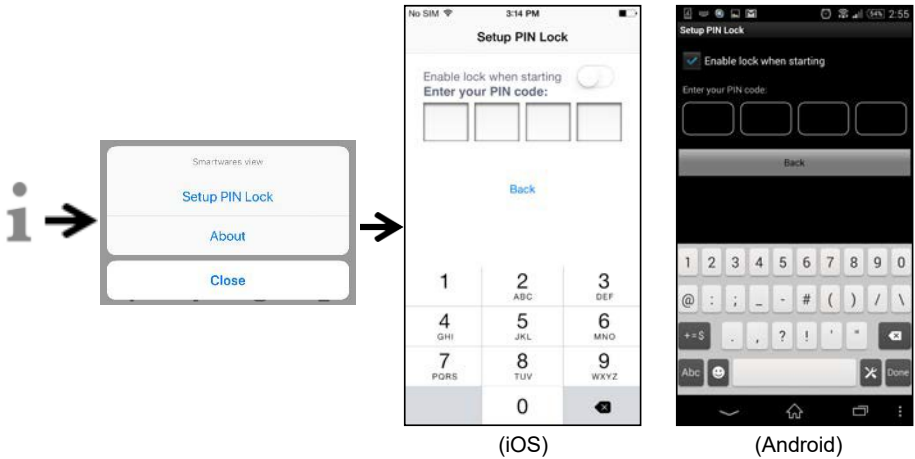 i
Smartwares view
Setup PIN Lock
About
Close
No SIM 3:14 PM
Setup PIN Lock
Enable lock when starting
Enter your PIN code:
Back
1 2 3
ABC DEF
4 5 6
GHI JKL MNO
7 8 9
PQRS TUV WXYZ
0
(iOS)
54% 2:55
Setup PIN Lock
Enable lock when starting
Enter your PIN code:
Back
1 2 3 4 5 6 7 8 9 0
@ : ; _ - # ( ) / \
+=$ . , ? ! ' "
Abc Done
(Android)